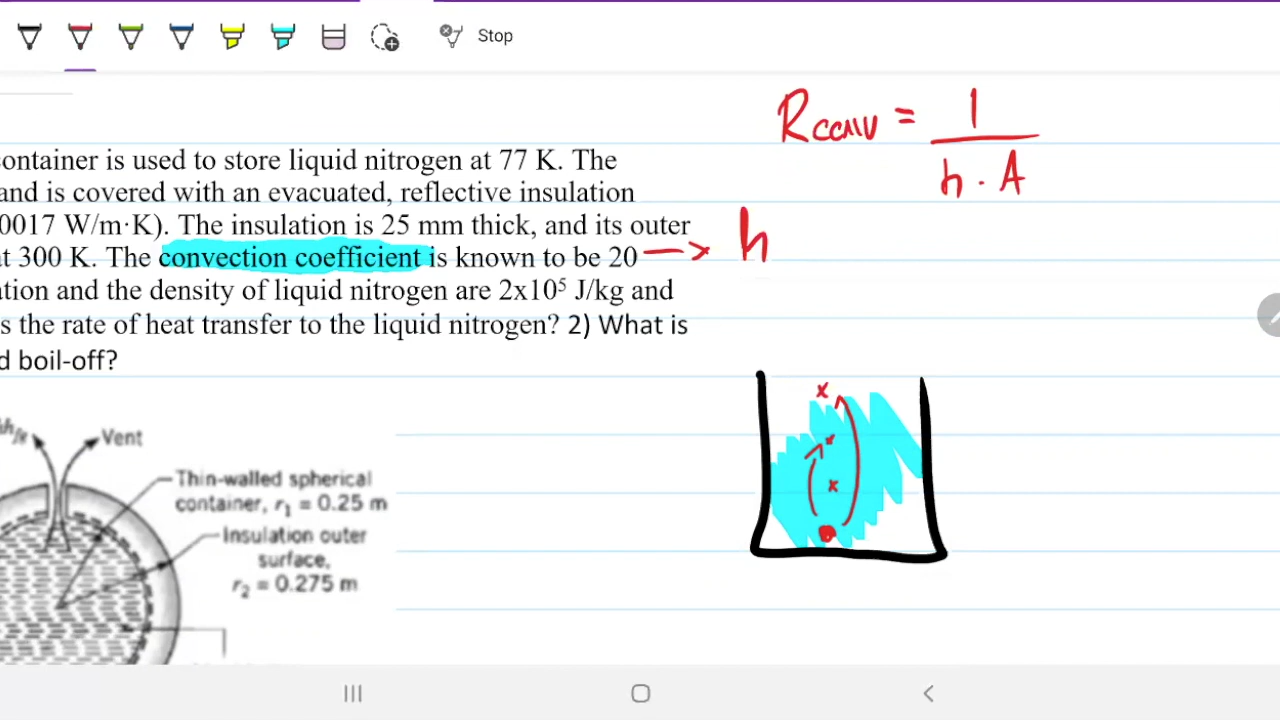 Stop
Rconv = 1 / h · A
ontainer is used to store liquid nitrogen at 77 K. The
and is covered with an evacuated, reflective insulation
0017 W/m·K). The insulation is 25 mm thick, and its outer
t 300 K. The convection coefficient is known to be 20 → h
ation and the density of liquid nitrogen are 2x10⁵ J/kg and
s the rate of heat transfer to the liquid nitrogen? 2) What is
d boil-off?
Vent
Thin-walled spherical
container, r₁ = 0.25 m
Insulation outer
surface,
r₂ = 0.275 m